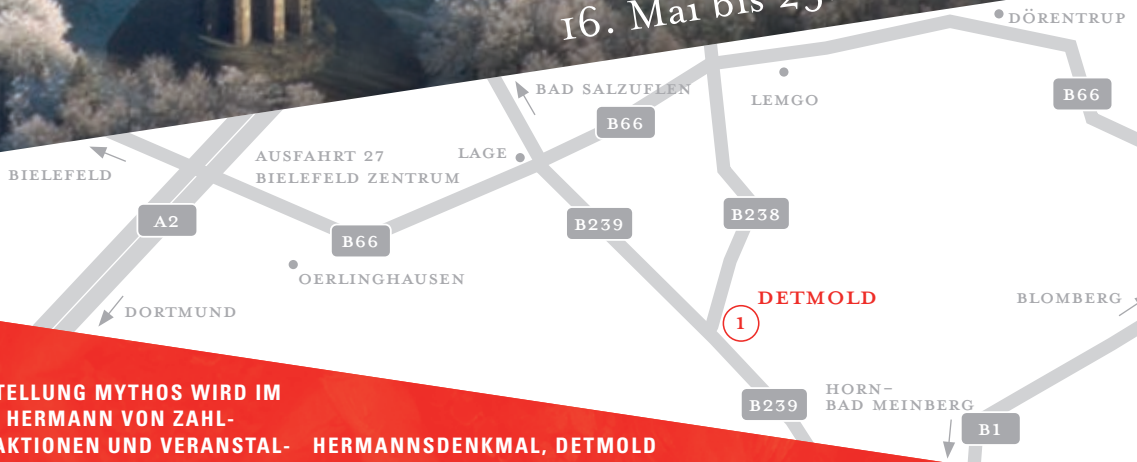 16. Mai bis 25
DÖRENTRUP
BAD SALZUFLEN
LEMGO
B66
B66
AUSFAHRT 27
BIELEFELD ZENTRUM
LAGE
BIELEFELD
A2
B66
B239
B238
OERLINGHAUSEN
DORTMUND
DETMOLD
1
BLOMBERG
HORN-
BAD MEINBERG
B239
B1
TELLUNG MYTHOS WIRD IM
HERMANN VON ZAHL-
AKTIONEN UND VERANSTAL-
HERMANNSDENKMAL, DETMOLD